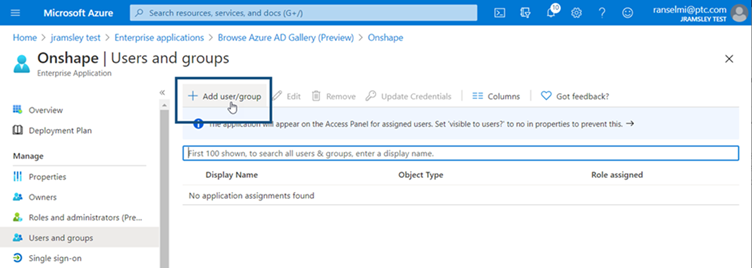 Microsoft Azure
Search resources, services, and docs (G+/)
10
ranselmi@ptc.com
JRAMSLEY TEST
Home > jramsley test > Enterprise applications > Browse Azure AD Gallery (Preview) > Onshape
Onshape | Users and groups
Enterprise Application
Overview
Deployment Plan
Manage
Properties
Owners
Roles and administrators (Pre...
Users and groups
Single sign-on
Add user/group
Edit
Remove
Update Credentials
Columns
Got feedback?
The application will appear on the Access Panel for assigned users. Set 'visible to users?' to no in properties to prevent this. →
First 100 shown, to search all users & groups, enter a display name.
Display Name Object Type Role assigned
No application assignments found